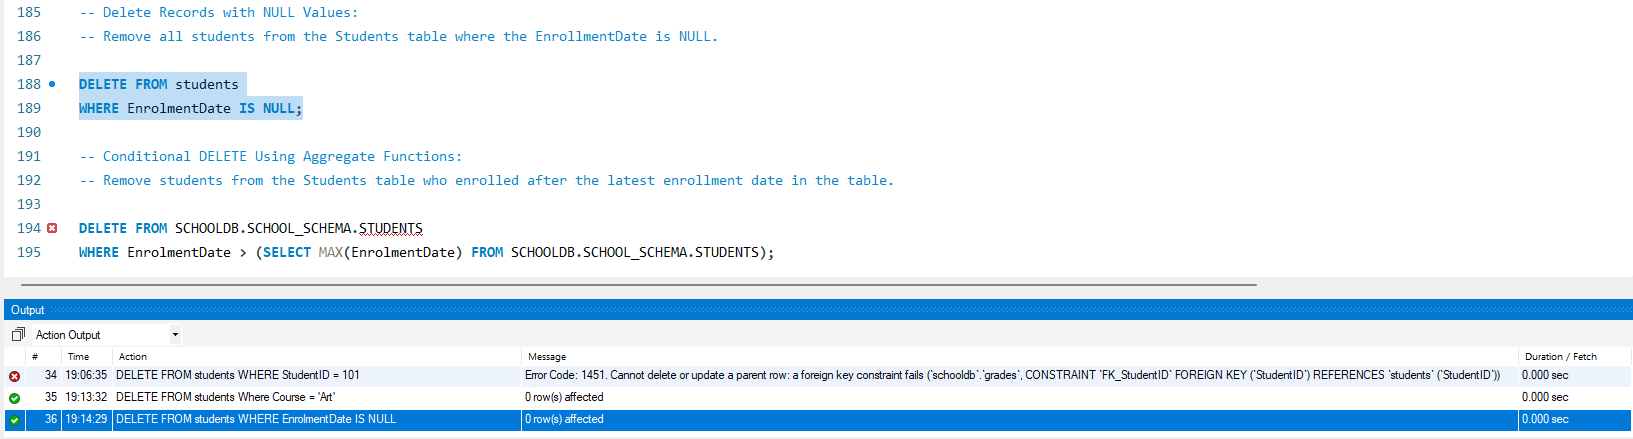 185 -- Delete Records with NULL Values:
186 -- Remove all students from the Students table where the EnrollmentDate is NULL.
187
188 DELETE FROM students
189 WHERE EnrolmentDate IS NULL;
190
191 -- Conditional DELETE Using Aggregate Functions:
192 -- Remove students from the Students table who enrolled after the latest enrollment date in the table.
193
194 DELETE FROM SCHOOLDB.SCHOOL_SCHEMA.STUDENTS
195 WHERE EnrolmentDate > (SELECT MAX(EnrolmentDate) FROM SCHOOLDB.SCHOOL_SCHEMA.STUDENTS);
Output
Action Output
# Time Action Message Duration / Fetch
34 19:06:35 DELETE FROM students WHERE StudentID = 101 Error Code: 1451. Cannot delete or update a parent row: a foreign key constraint fails (`schooldb`.`grades`, CONSTRAINT `FK_StudentID` FOREIGN KEY (`StudentID`) REFERENCES `students` (`StudentID`)) 0.000 sec
35 19:13:32 DELETE FROM students Where Course = 'Art' 0 row(s) affected 0.000 sec
36 19:14:29 DELETE FROM students WHERE EnrolmentDate IS NULL 0 row(s) affected 0.000 sec